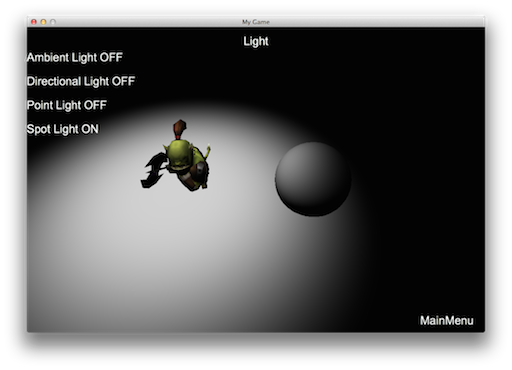 My Game
Light
Ambient Light OFF
Directional Light OFF
Point Light OFF
Spot Light ON
MainMenu